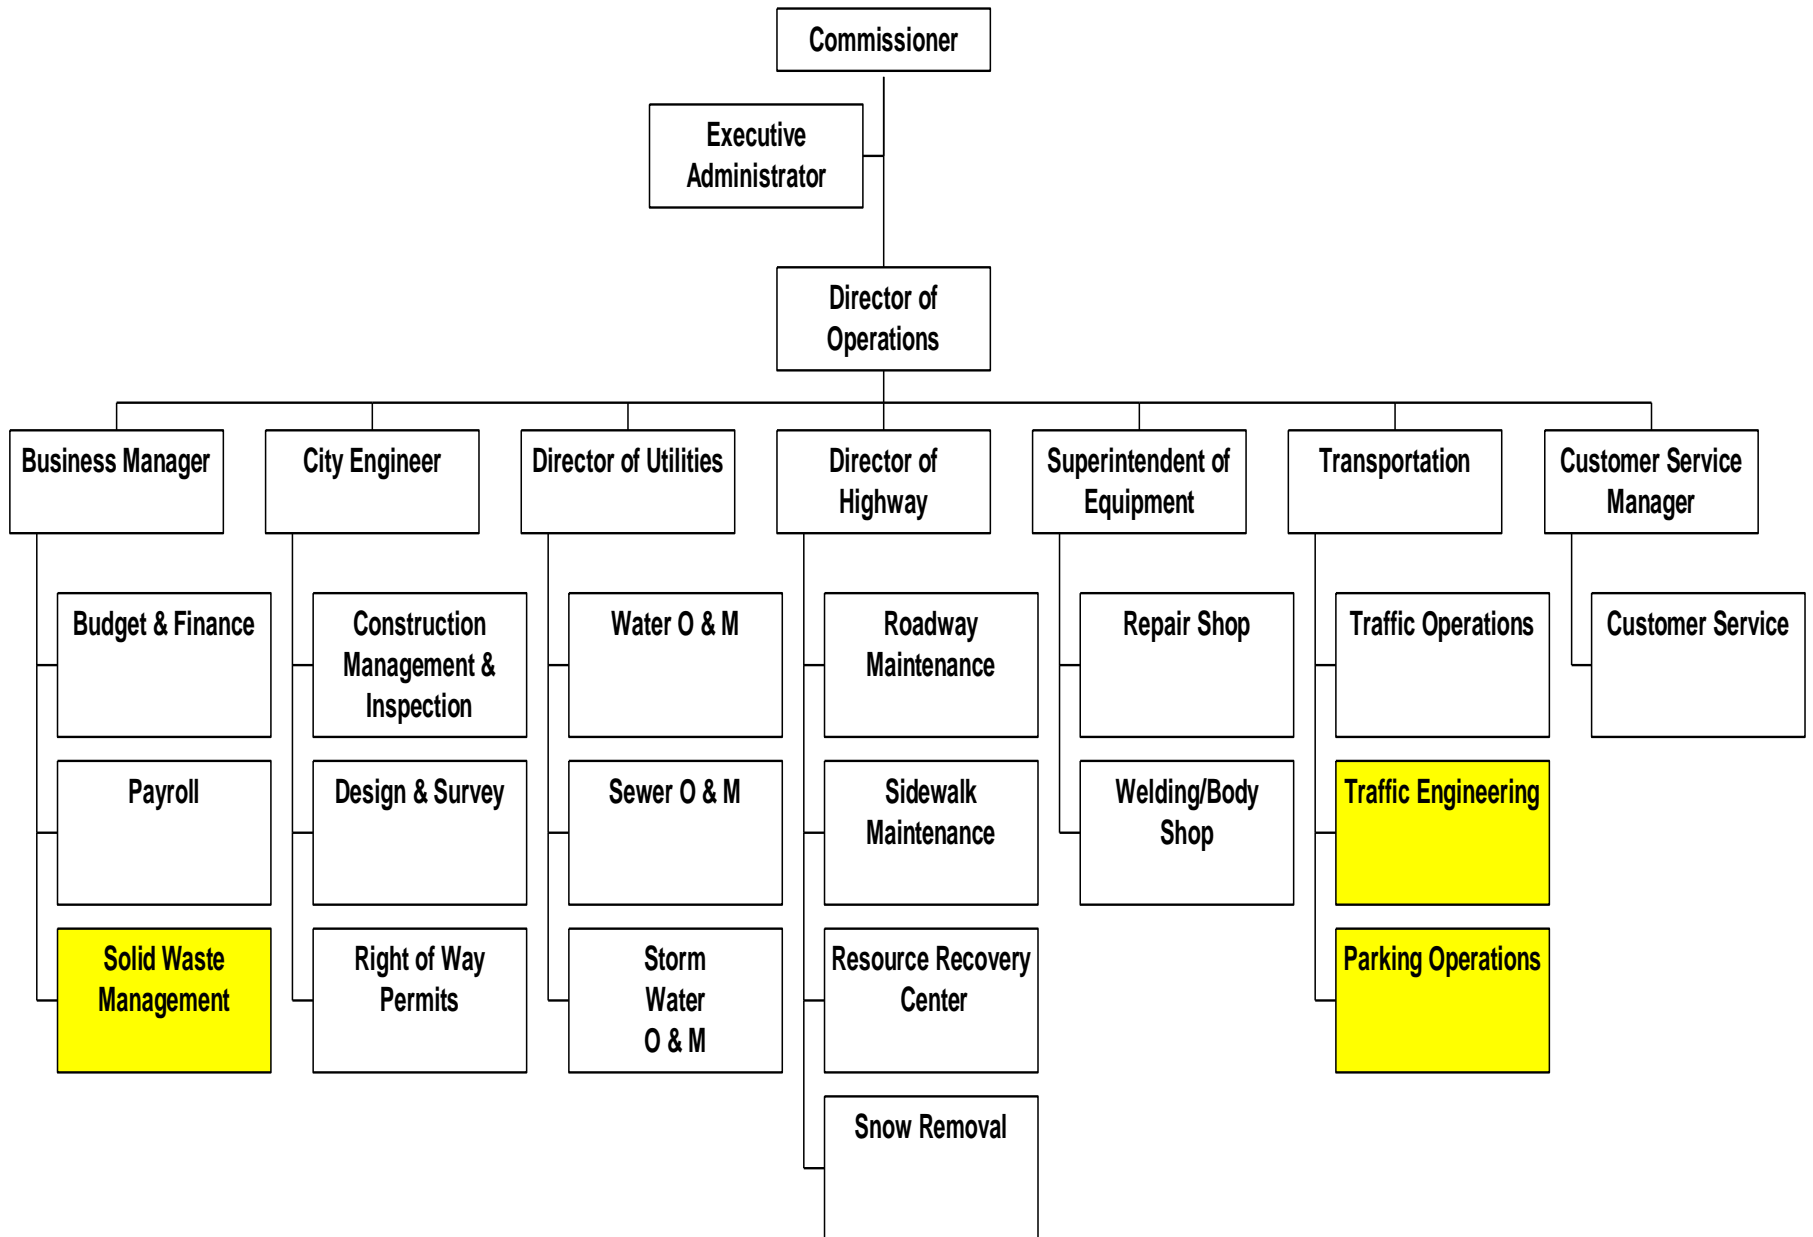 Commissioner
Executive
Administrator
Director of
Operations
Business Manager
City Engineer
Director of Utilities
Director of
Highway
Superintendent of
Equipment
Transportation
Customer Service
Manager
Budget & Finance
Construction
Management &
Inspection
Water O & M
Roadway
Maintenance
Repair Shop
Traffic Operations
Customer Service
Payroll
Design & Survey
Sewer O & M
Sidewalk
Maintenance
Welding/Body
Shop
Traffic Engineering
Solid Waste
Management
Right of Way
Permits
Storm
Water
O & M
Resource Recovery
Center
Parking Operations
Snow Removal